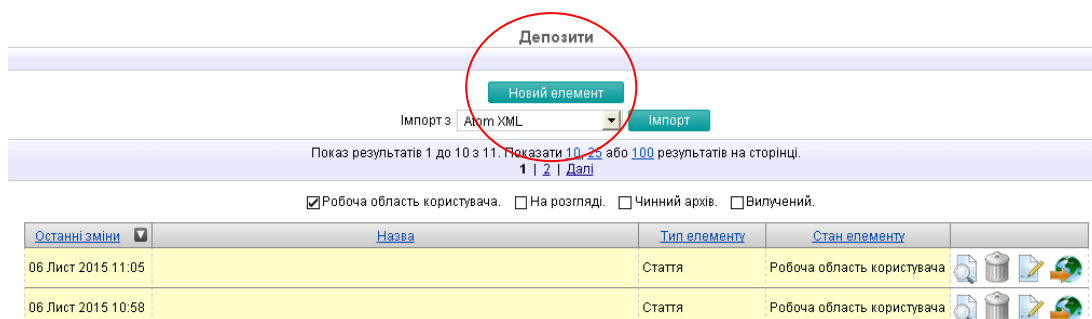 Депозити
Новий елемент
Імпорт з Atom XML Імпорт
Показ результатів 1 до 10 з 11. Показати 10, 25 або 100 результатів на сторінці.
1 | 2 | Далі
Робоча область користувача. На розгляді. Чинний архів. Вилучений.
Останні зміни Назва Тип елементу Стан елементу
06 Лист 2015 11:05 Стаття Робоча область користувача
06 Лист 2015 10:58 Стаття Робоча область користувача